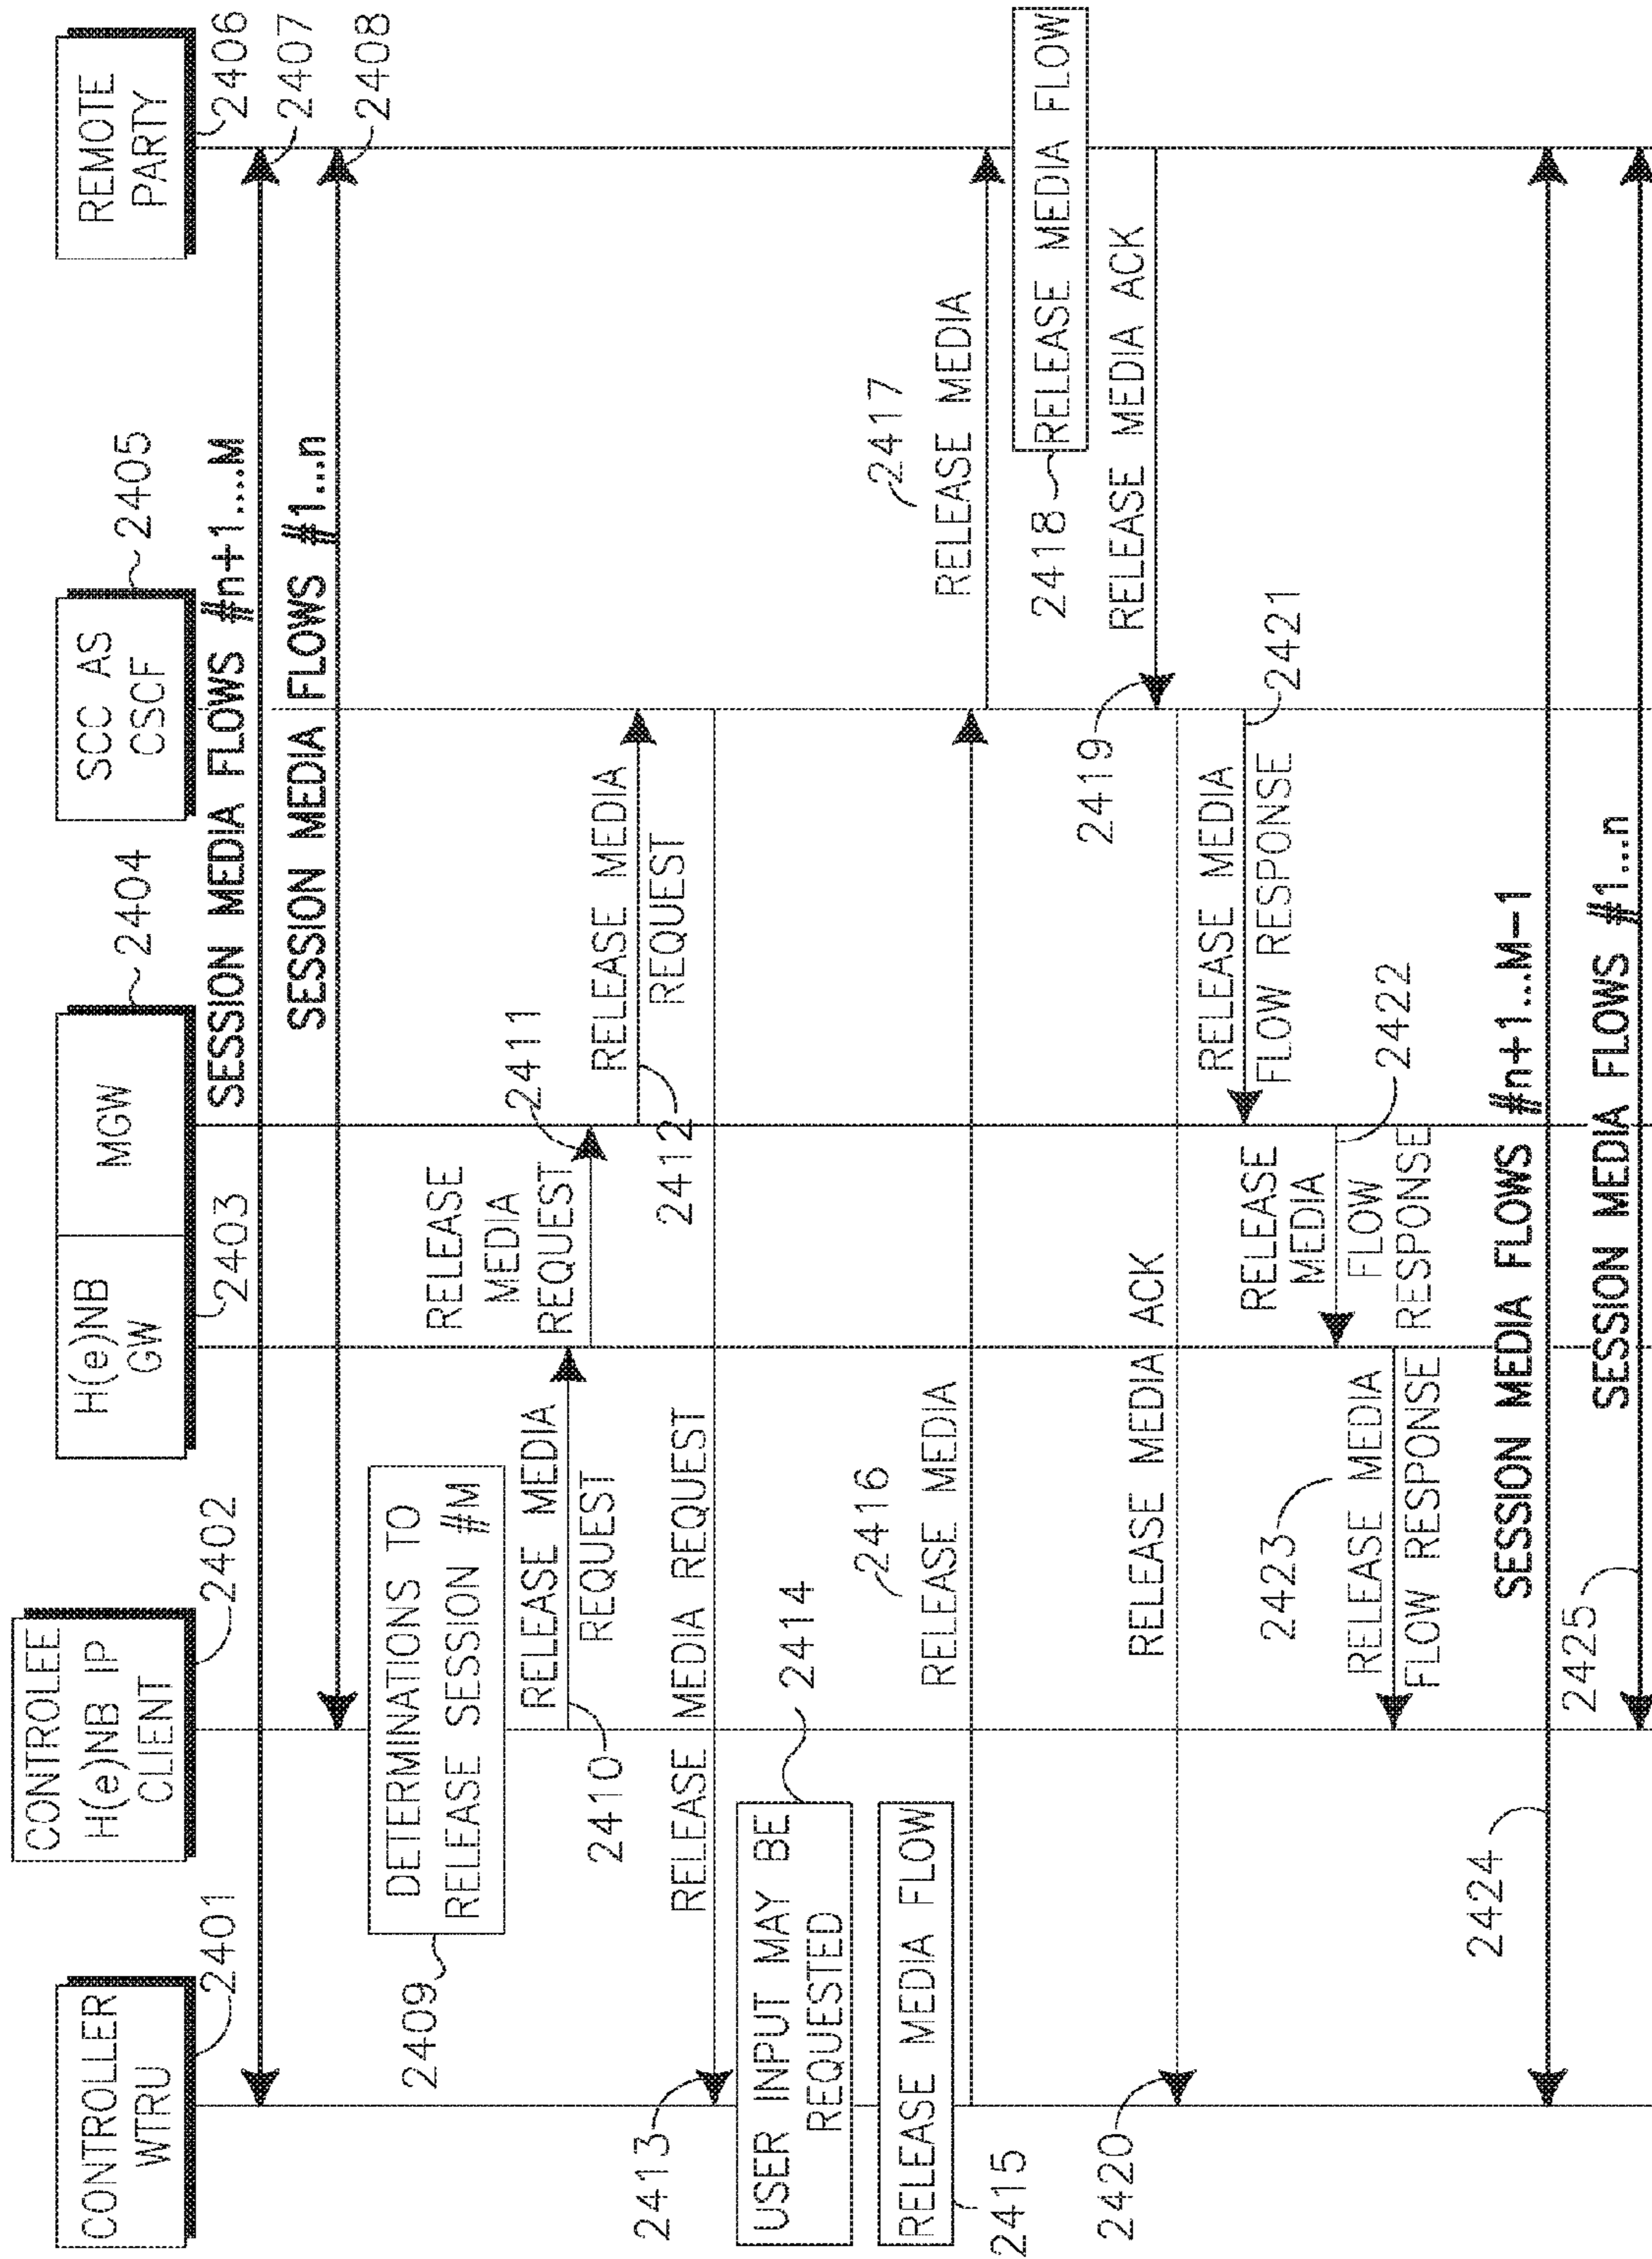 CONTROLLER
WTRU
2401
CONTROLEE
H(e)NB IP
CLIENT
2402
H(e)NB
GW
2403
MGW
2404
SCC AS
CSCF
2405
REMOTE
PARTY
2406
SESSION MEDIA FLOWS #n+1...M
2407
SESSION MEDIA FLOWS #1...n
2408
DETERMINATIONS TO
RELEASE SESSION #M
2409
RELEASE MEDIA
REQUEST
2410
RELEASE
MEDIA
REQUEST
2411
RELEASE MEDIA
REQUEST
2412
RELEASE MEDIA REQUEST
2413
USER INPUT MAY BE
REQUESTED
2414
RELEASE MEDIA FLOW
2415
2416
RELEASE MEDIA
2417
RELEASE MEDIA
2418
RELEASE MEDIA FLOW
RELEASE MEDIA ACK
2419
RELEASE MEDIA ACK
2420
RELEASE MEDIA
FLOW RESPONSE
2421
RELEASE
MEDIA
FLOW
RESPONSE
2422
2423
RELEASE MEDIA
FLOW RESPONSE
SESSION MEDIA FLOWS #n+1...M-1
2424
SESSION MEDIA FLOWS #1...n
2425